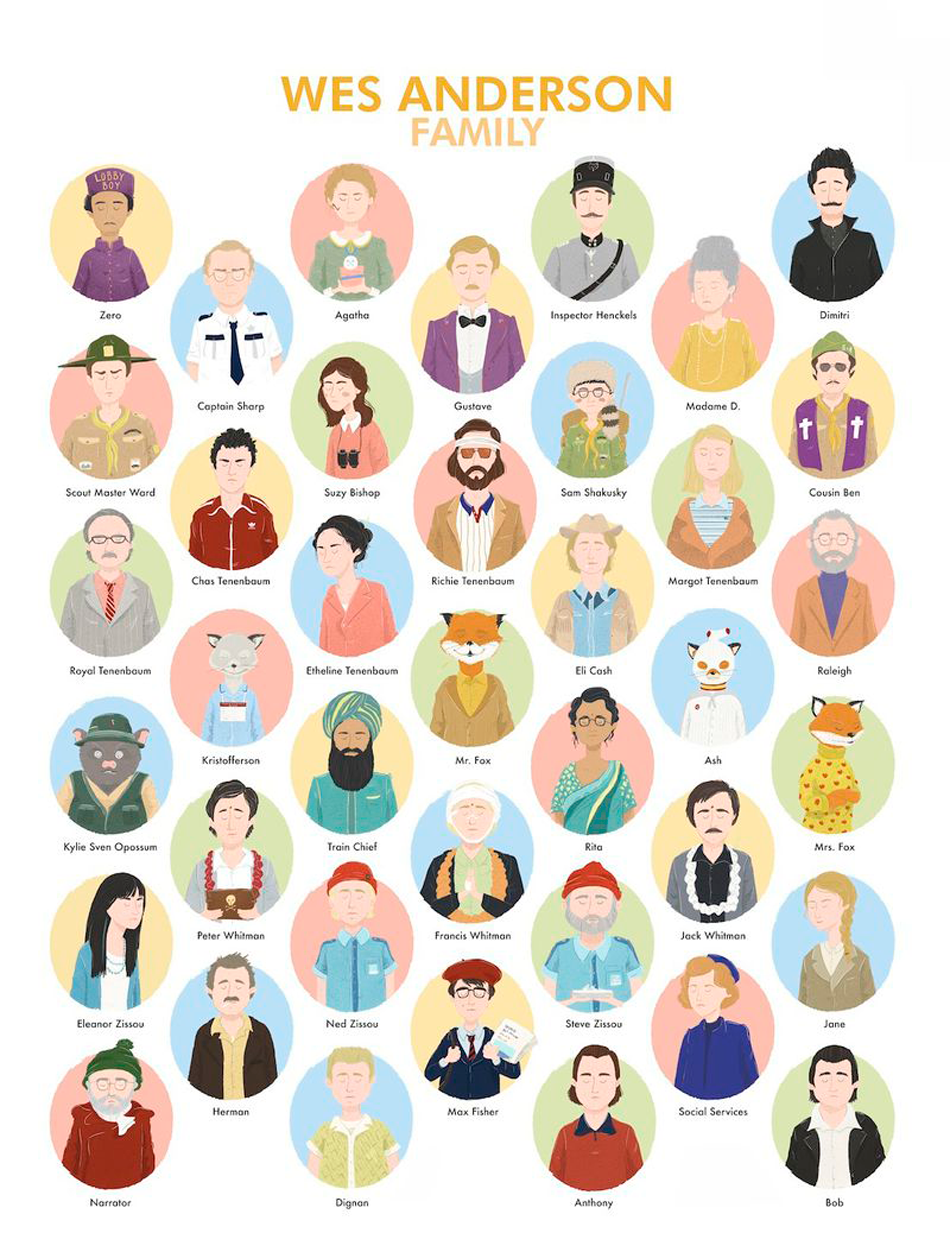 WES ANDERSON
FAMILY
LOBBY
BOY
Zero
Agatha
Inspector Henckels
Dimitri
Captain Sharp
Gustave
Madame D.
Scout Master Ward
Suzy Bishop
Sam Shakusky
Cousin Ben
Chas Tenenbaum
Richie Tenenbaum
Margot Tenenbaum
Royal Tenenbaum
Etheline Tenenbaum
Eli Cash
Raleigh
Kristofferson
Mr. Fox
Ash
Kylie Sven Opossum
Train Chief
Rita
Mrs. Fox
Peter Whitman
Francis Whitman
Jack Whitman
Eleanor Zissou
Ned Zissou
Steve Zissou
Jane
Herman
Max Fisher
Social Services
Narrator
Dignan
Anthony
Bob